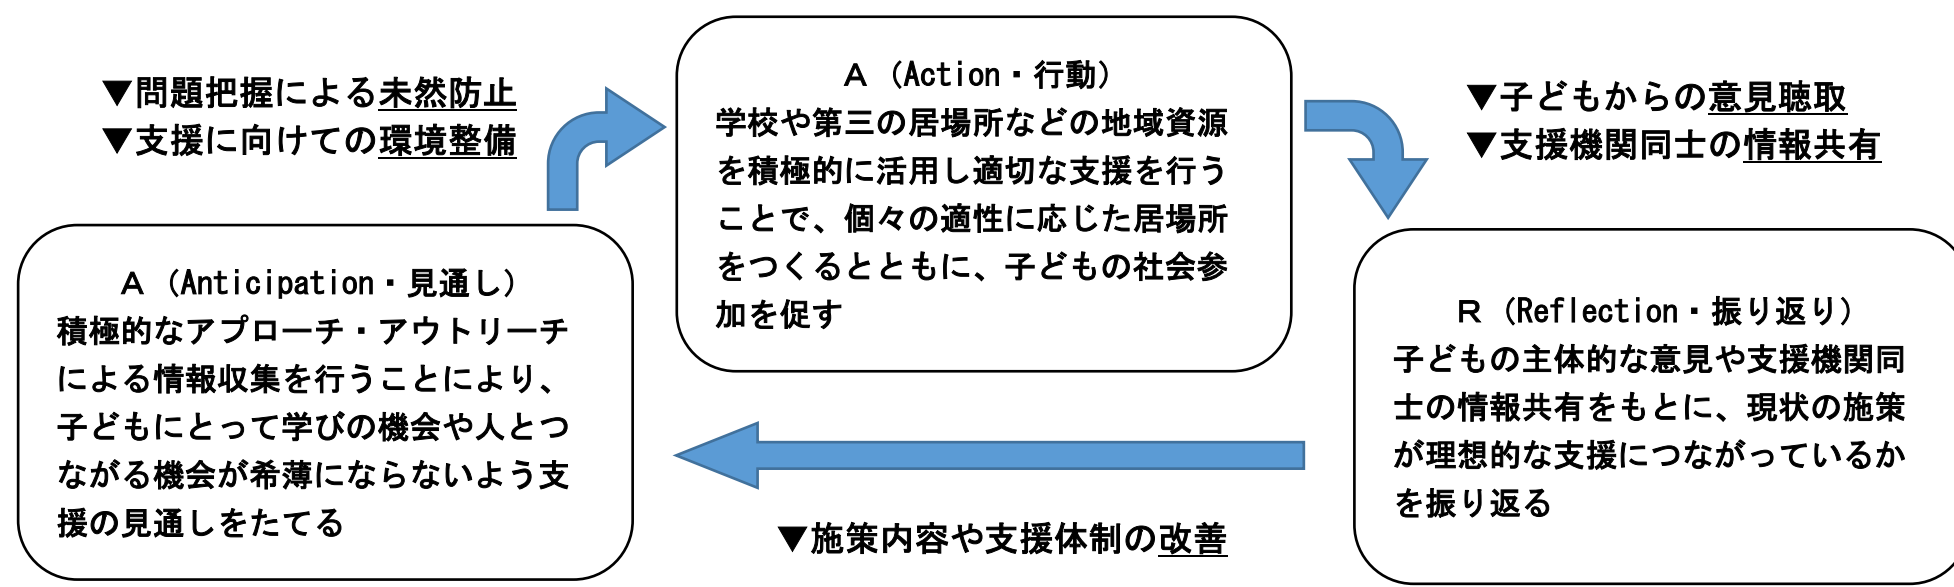 ▼問題把握による未然防止
▼支援に向けての環境整備
A（Anticipation・見通し）
積極的なアプローチ・アウトリーチ
による情報収集を行うことにより、
子どもにとって学びの機会や人とつ
ながる機会が希薄にならないよう支
援の見通しをたてる
A（Action・行動）
学校や第三の居場所などの地域資源
を積極的に活用し適切な支援を行う
ことで、個々の適性に応じた居場所
をつくるとともに、子どもの社会参
加を促す
▼子どもからの意見聴取
▼支援機関同士の情報共有
R（Reflection・振り返り）
子どもの主体的な意見や支援機関同
士の情報共有をもとに、現状の施策
が理想的な支援につながっているか
を振り返る
▼施策内容や支援体制の改善